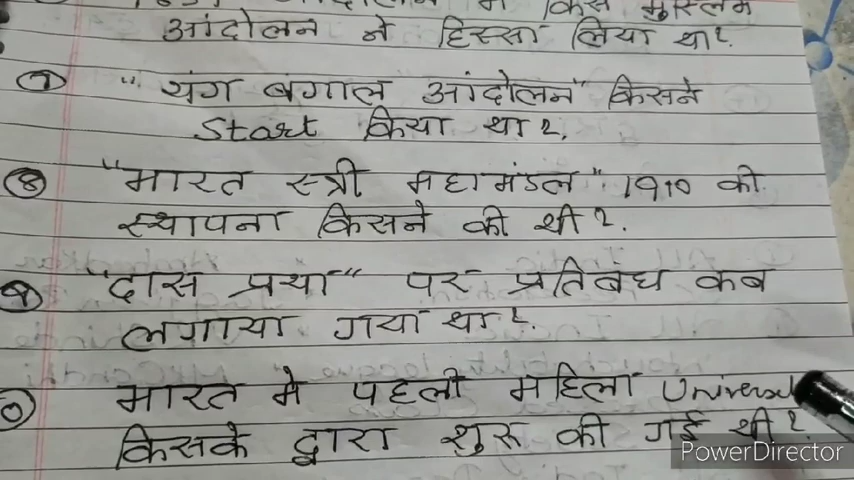 आंदोलन में किस मुस्लिम
आंदोलन ने हिस्सा लिया था?
⑦ "यंग बंगाल आंदोलन" किसने
Start किया था?
⑧ "भारत स्त्री महामंडल" 1910 की
स्थापना किसने की थी?
⑨ "दास प्रथा" पर प्रतिबंध कब
लगाया गया था?
भारत मे पहली महिला
किसके द्वारा शुरू की गई थी?
PowerDirector